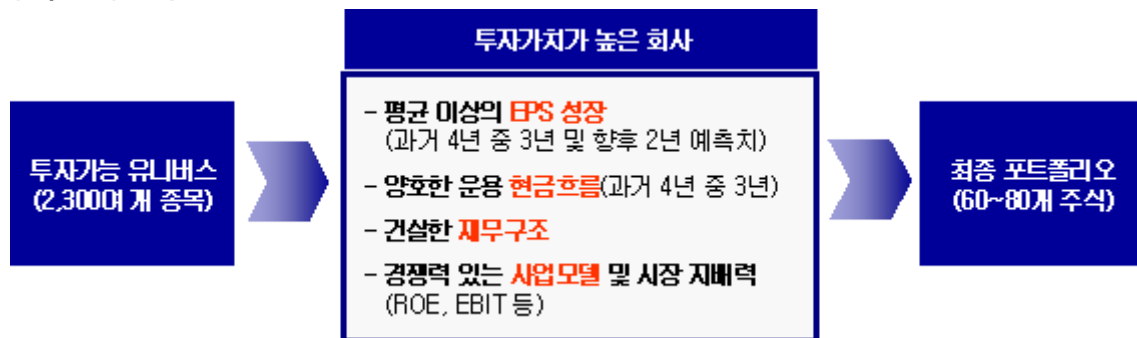 투자가능 유니버스
(2,300여 개 종목)
투자가치가 높은 회사
- 평균 이상의 EPS 성장
(과거 4년 중 3년 및 향후 2년 예측치)
- 양호한 운용 현금흐름(과거 4년 중 3년)
- 건실한 재무구조
- 경쟁력 있는 사업모델 및 시장 지배력
(ROE, EBIT 등)
최종 포트폴리오
(60~80개 주식)